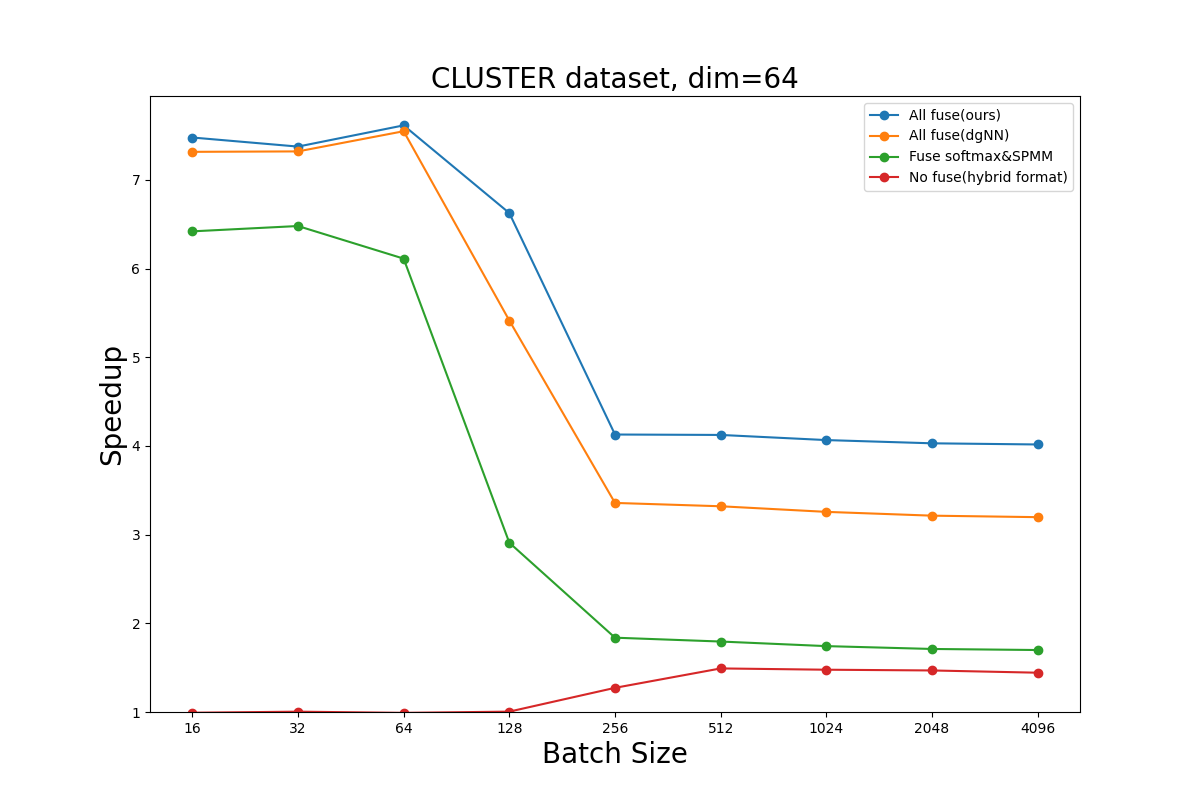 CLUSTER dataset, dim=64
All fuse(ours)
All fuse(dgNN)
Fuse softmax&SPMM
No fuse(hybrid format)
Speedup
7
6
5
4
3
2
1
16 32 64 128 256 512 1024 2048 4096
Batch Size